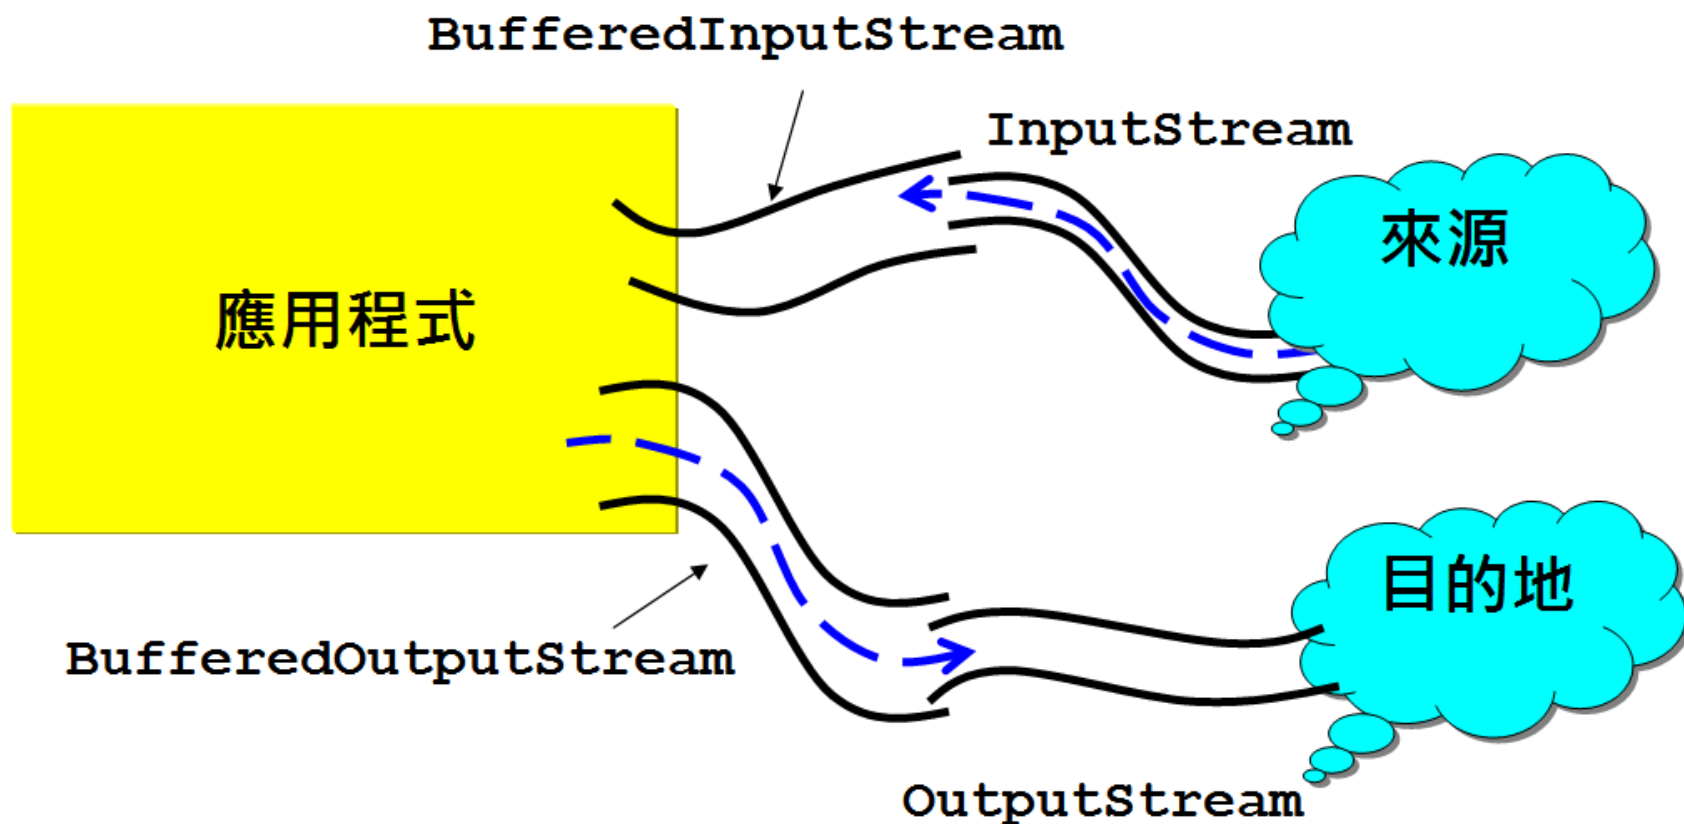 BufferedInputStream
InputStream
來源
應用程式
目的地
BufferedOutputStream
OutputStream